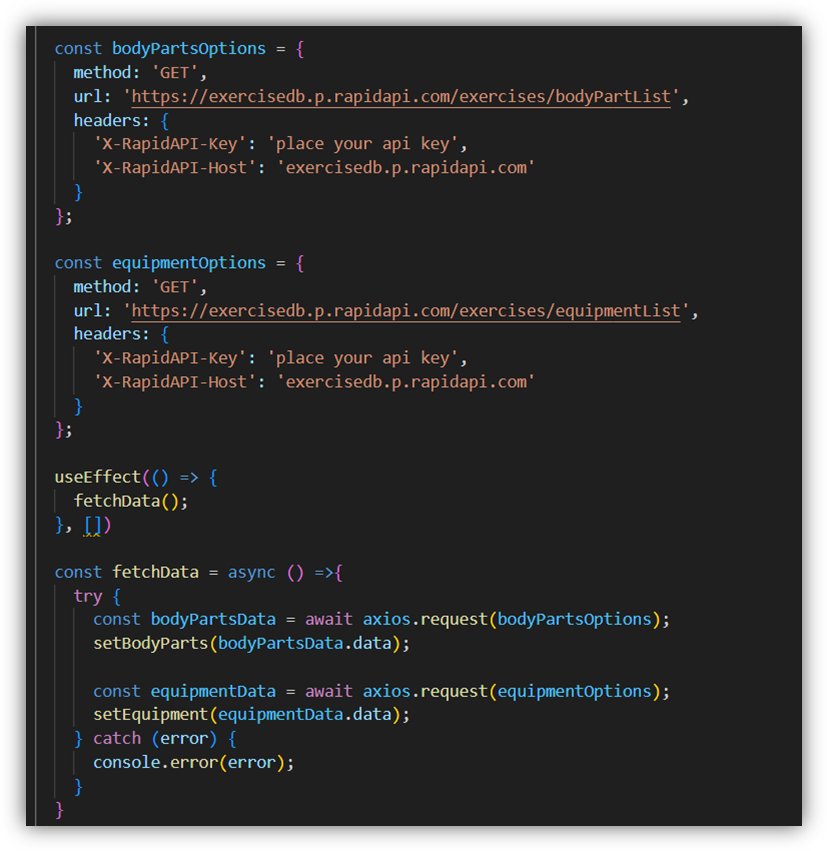 const bodyPartsOptions = {
method: 'GET',
url: 'https://exercisedb.p.rapidapi.com/exercises/bodyPartList',
headers: {
'X-RapidAPI-Key': 'place your api key',
'X-RapidAPI-Host': 'exercisedb.p.rapidapi.com'
}
};
const equipmentOptions = {
method: 'GET',
url: 'https://exercisedb.p.rapidapi.com/exercises/equipmentList',
headers: {
'X-RapidAPI-Key': 'place your api key',
'X-RapidAPI-Host': 'exercisedb.p.rapidapi.com'
}
};
useEffect(() => {
fetchData();
}, [])
const fetchData = async () =>{
try {
const bodyPartsData = await axios.request(bodyPartsOptions);
setBodyParts(bodyPartsData.data);
const equipmentData = await axios.request(equipmentOptions);
setEquipment(equipmentData.data);
} catch (error) {
console.error(error);
}
}